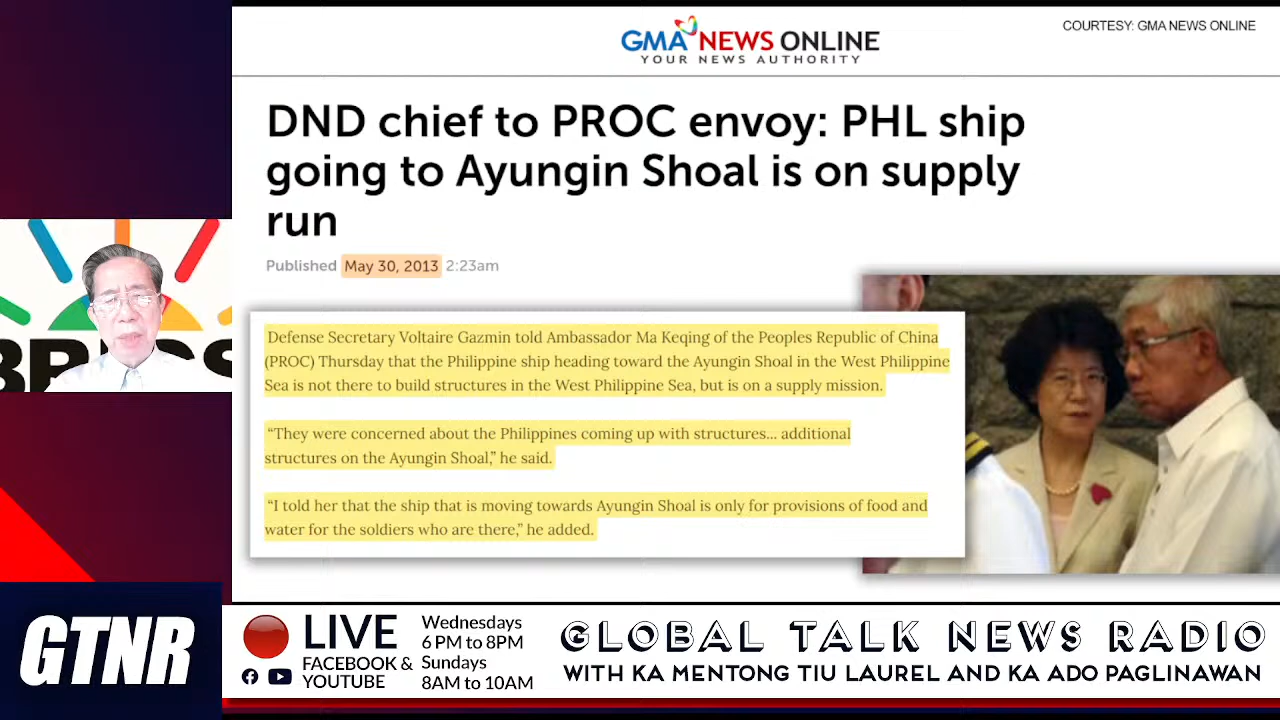 GMA NEWS ONLINE
YOUR NEWS AUTHORITY
COURTESY: GMA NEWS ONLINE
DND chief to PROC envoy: PHL ship
going to Ayungin Shoal is on supply
run
Published May 30, 2013 2:23am
Defense Secretary Voltaire Gazmin told Ambassador Ma Keqing of the Peoples Republic of China
(PROC) Thursday that the Philippine ship heading toward the Ayungin Shoal in the West Philippine
Sea is not there to build structures in the West Philippine Sea, but is on a supply mission.
“They were concerned about the Philippines coming up with structures... additional
structures on the Ayungin Shoal,” he said.
“I told her that the ship that is moving towards Ayungin Shoal is only for provisions of food and
water for the soldiers who are there,” he added.
GTNR
LIVE
FACEBOOK &
YOUTUBE
Wednesdays
6 PM to 8PM
Sundays
8AM to 10AM
GLOBAL TALK NEWS RADIO
WITH KA MENTONG TIU LAUREL AND KA ADO PAGLINAWAN